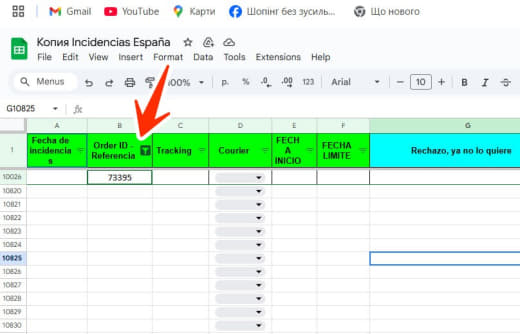 Gmail YouTube Карти Шопінг без зусиль... Що нового
Копия Incidencias España
File Edit View Insert Format Data Tools Extensions Help
Menus 100% р. % .0 .00 123 Arial 10 B I S
G10825 fx
A B C D E F G
1 Fecha de incidencias Order ID - Referencia Tracking Courier FECHA INICIO FECHA LIMITE Rechazo, ya no lo quiere
10026 73395
10820
10821
10822
10823
10824
10825
10826
10827
10828
10829
10830